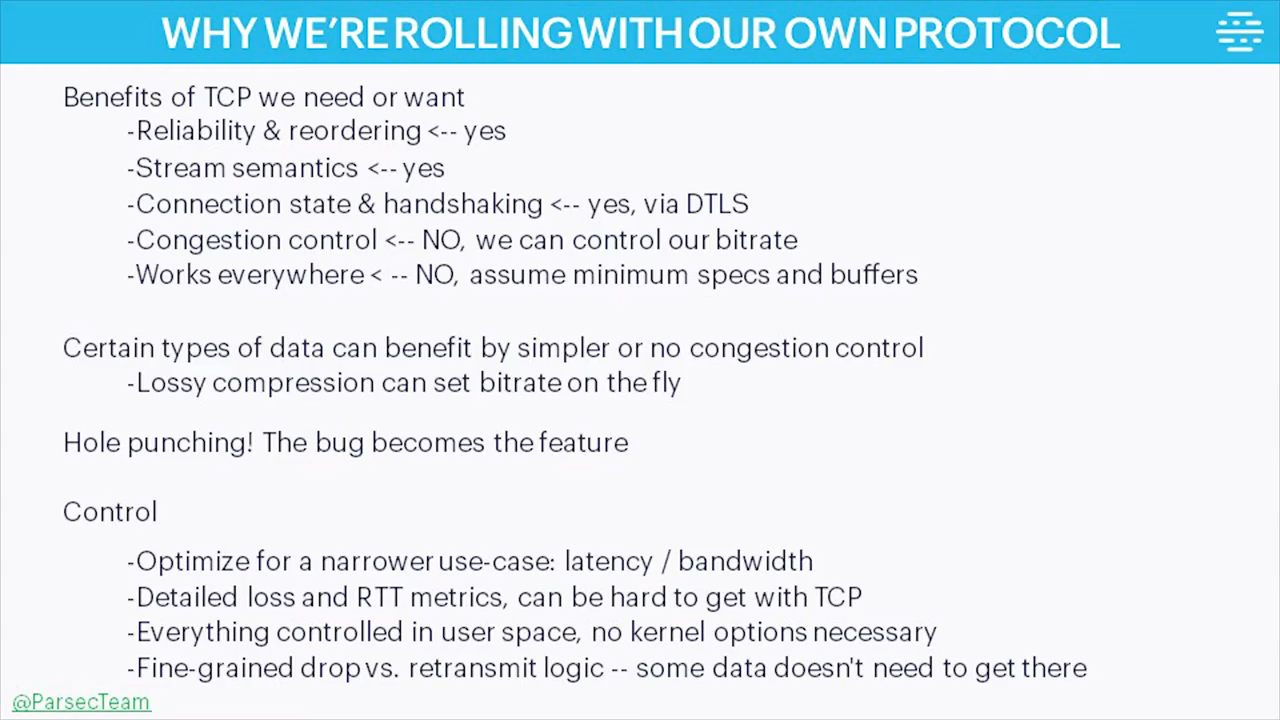 WHY WE'RE ROLLING WITH OUR OWN PROTOCOL
Benefits of TCP we need or want
-Reliability & reordering <-- yes
-Stream semantics <-- yes
-Connection state & handshaking <-- yes, via DTLS
-Congestion control <-- NO, we can control our bitrate
-Works everywhere < -- NO, assume minimum specs and buffers
Certain types of data can benefit by simpler or no congestion control
-Lossy compression can set bitrate on the fly
Hole punching! The bug becomes the feature
Control
-Optimize for a narrower use-case: latency / bandwidth
-Detailed loss and RTT metrics, can be hard to get with TCP
-Everything controlled in user space, no kernel options necessary
-Fine-grained drop vs. retransmit logic -- some data doesn't need to get there
@ParsecTeam